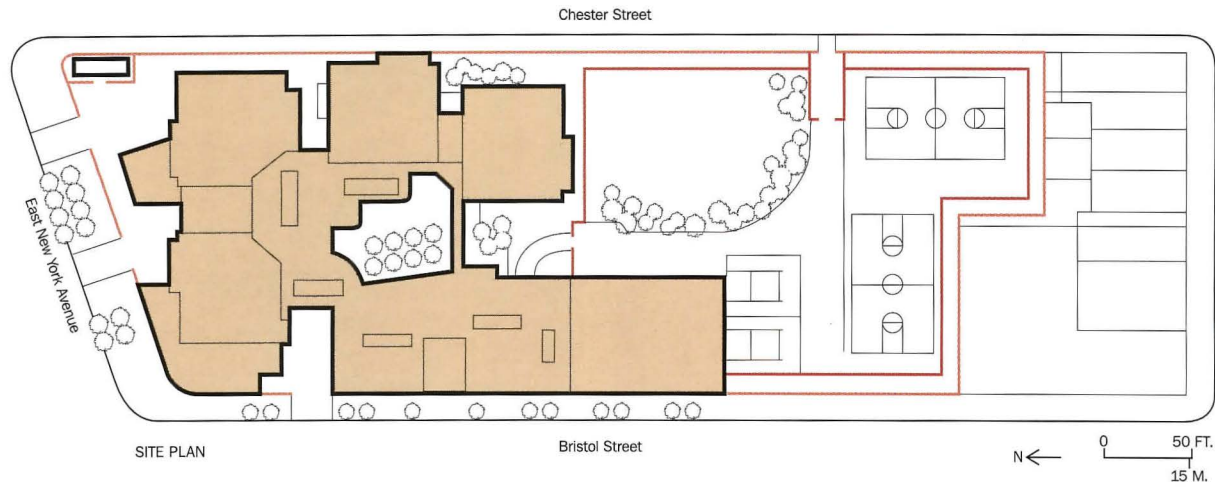 Chester Street
East New York Avenue
SITE PLAN
Bristol Street
N
0 50 FT.
15 M.